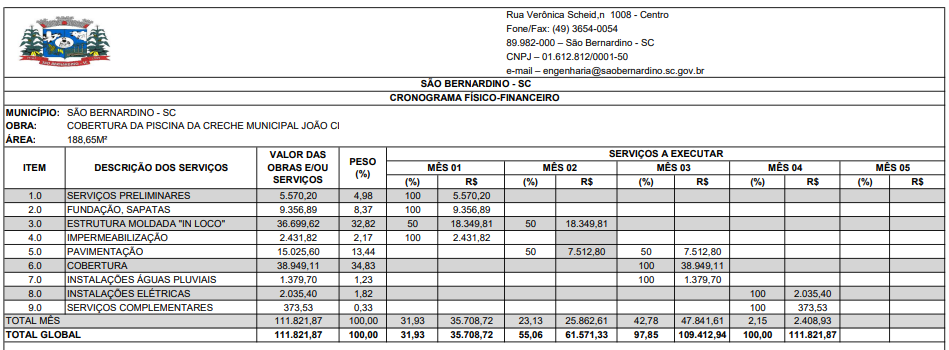 Rua Verônica Scheid,n 1008 - Centro
Fone/Fax: (49) 3654-0054
89.982-000 – São Bernardino - SC
CNPJ – 01.612.812/0001-50
e-mail – engenharia@saobernardino.sc.gov.br
SÃO BERNARDINO - SC
CRONOGRAMA FÍSICO-FINANCEIRO
MUNICÍPIO: SÃO BERNARDINO - SC
OBRA: COBERTURA DA PISCINA DA CRECHE MUNICIPAL JOÃO CI
ÁREA: 188,65M²
ITEM DESCRIÇÃO DOS SERVIÇOS VALOR DAS OBRAS E/OU SERVIÇOS PESO (%) SERVIÇOS A EXECUTAR
MÊS 01 MÊS 02 MÊS 03 MÊS 04 MÊS 05
(%) R$ (%) R$ (%) R$ (%) R$ (%) R$
1.0 SERVIÇOS PRELIMINARES 5.570,20 4,98 100 5.570,20
2.0 FUNDAÇÃO, SAPATAS 9.356,89 8,37 100 9.356,89
3.0 ESTRUTURA MOLDADA "IN LOCO" 36.699,62 32,82 50 18.349,81 50 18.349,81
4.0 IMPERMEABILIZAÇÃO 2.431,82 2,17 100 2.431,82
5.0 PAVIMENTAÇÃO 15.025,60 13,44 50 7.512,80 50 7.512,80
6.0 COBERTURA 38.949,11 34,83 100 38.949,11
7.0 INSTALAÇÕES ÁGUAS PLUVIAIS 1.379,70 1,23 100 1.379,70
8.0 INSTALAÇÕES ELÉTRICAS 2.035,40 1,82 100 2.035,40
9.0 SERVIÇOS COMPLEMENTARES 373,53 0,33 100 373,53
TOTAL MÊS 111.821,87 100,00 31,93 35.708,72 23,13 25.862,61 42,78 47.841,61 2,15 2.408,93
TOTAL GLOBAL 111.821,87 100,00 31,93 35.708,72 55,06 61.571,33 97,85 109.412,94 100,00 111.821,87